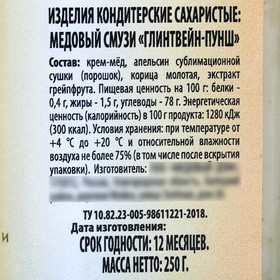 ИЗДЕЛИЯ КОНДИТЕРСКИЕ САХАРИСТЫЕ:
МЕДОВЫЙ СМУЗИ «ГЛИНТВЕЙН-ПУНШ»
Состав: крем-мёд, апельсин сублимационной
сушки (порошок), корица молотая, экстракт
грейпфрута. Пищевая ценность на 100 г: белки -
0,4 г, жиры - 1,5 г, углеводы - 78 г. Энергетическая
ценность (калорийность) в 100 г продукта: 1280 кДж
(300 ккал). Условия хранения: при температуре от
+4 °С до +20 °С и относительной влажности
воздуха не более 75% (в том числе после вскрытия
упаковки). Изготовитель:
ТУ 10.82.23-005-98611221-2018.
Дата изготовления:
СРОК ГОДНОСТИ: 12 МЕСЯЦЕВ.
МАССА НЕТТО: 250 Г.